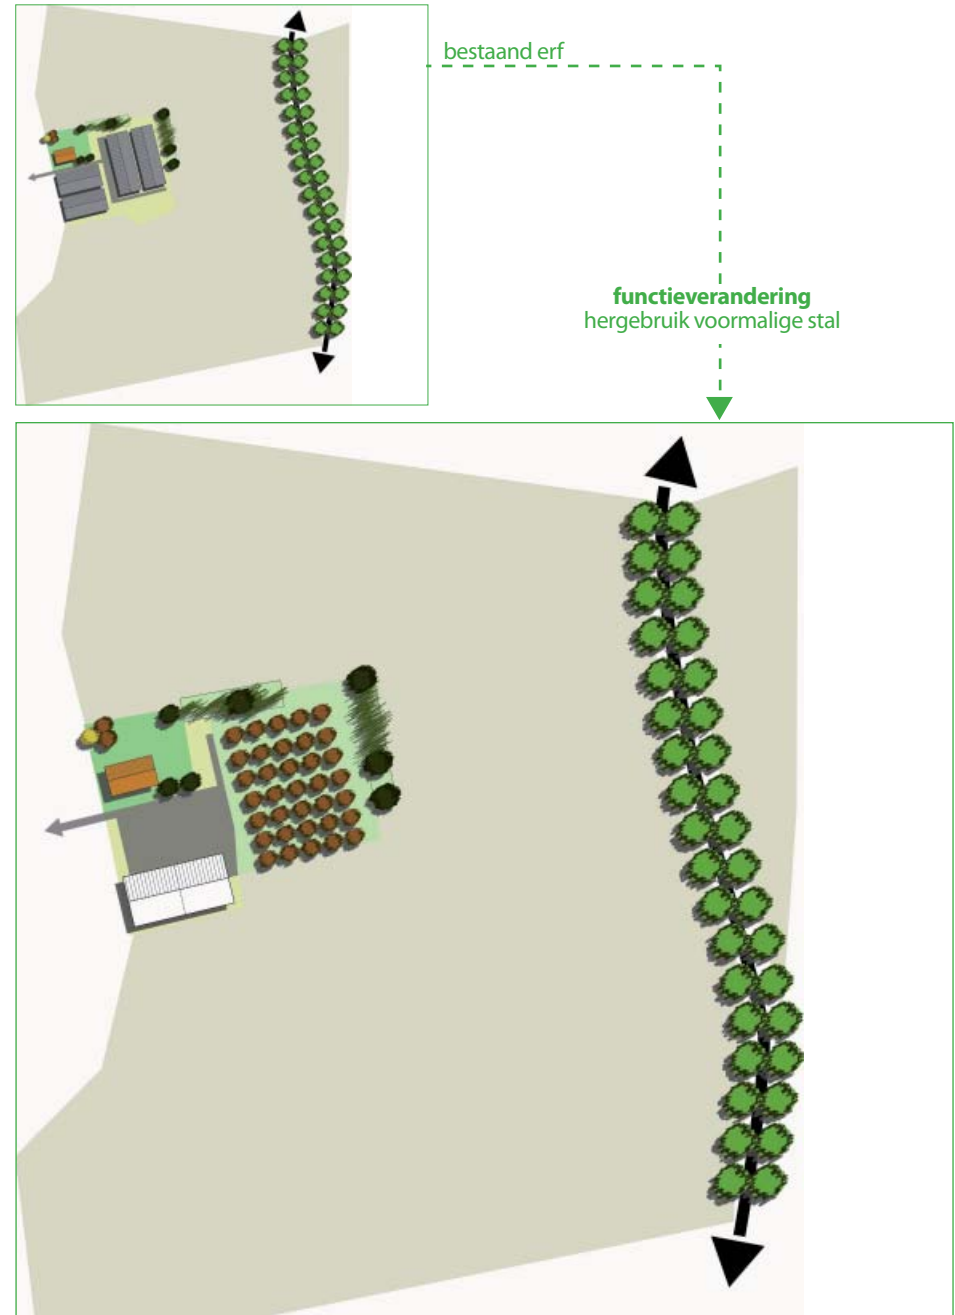 bestaand erf
functieverandering
hergebruik voormalige stal